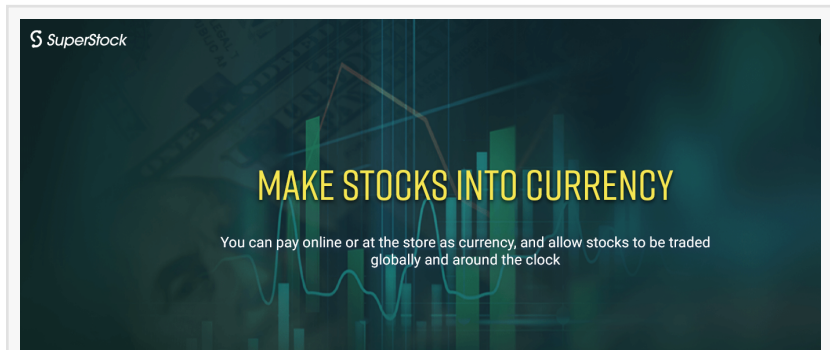 SuperStock
MAKE STOCKS INTO CURRENCY
You can pay online or at the store as currency, and allow stocks to be traded
globally and around the clock